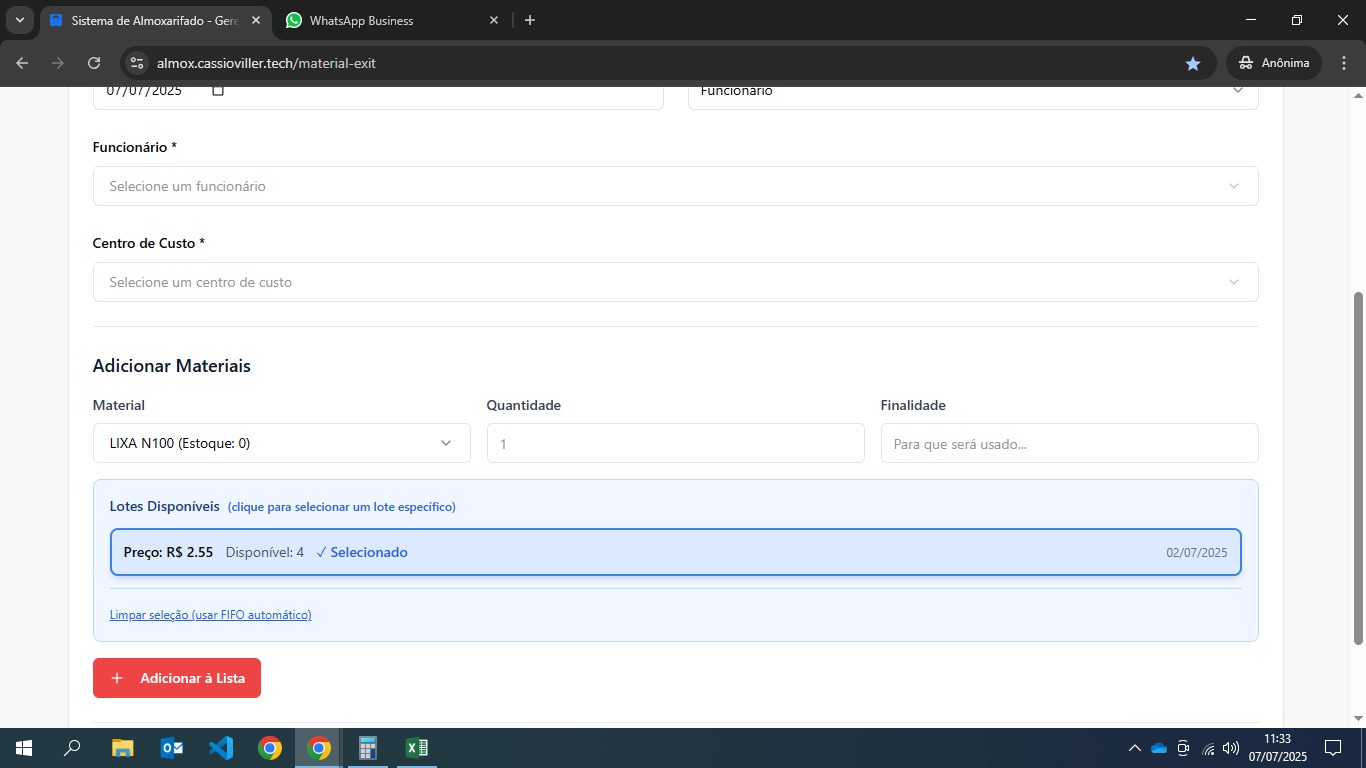 Sistema de Almoxarifado - Gere
WhatsApp Business
almox.cassioviller.tech/material-exit
Anônima
07/07/2025
Funcionário
Funcionário *
Selecione um funcionário
Centro de Custo *
Selecione um centro de custo
Adicionar Materiais
Material
Quantidade
Finalidade
LIXA N100 (Estoque: 0)
1
Para que será usado...
Lotes Disponíveis (clique para selecionar um lote específico)
Preço: R$ 2.55 Disponível: 4 ✓ Selecionado 02/07/2025
Limpar seleção (usar FIFO automático)
+ Adicionar à Lista
11:33
07/07/2025